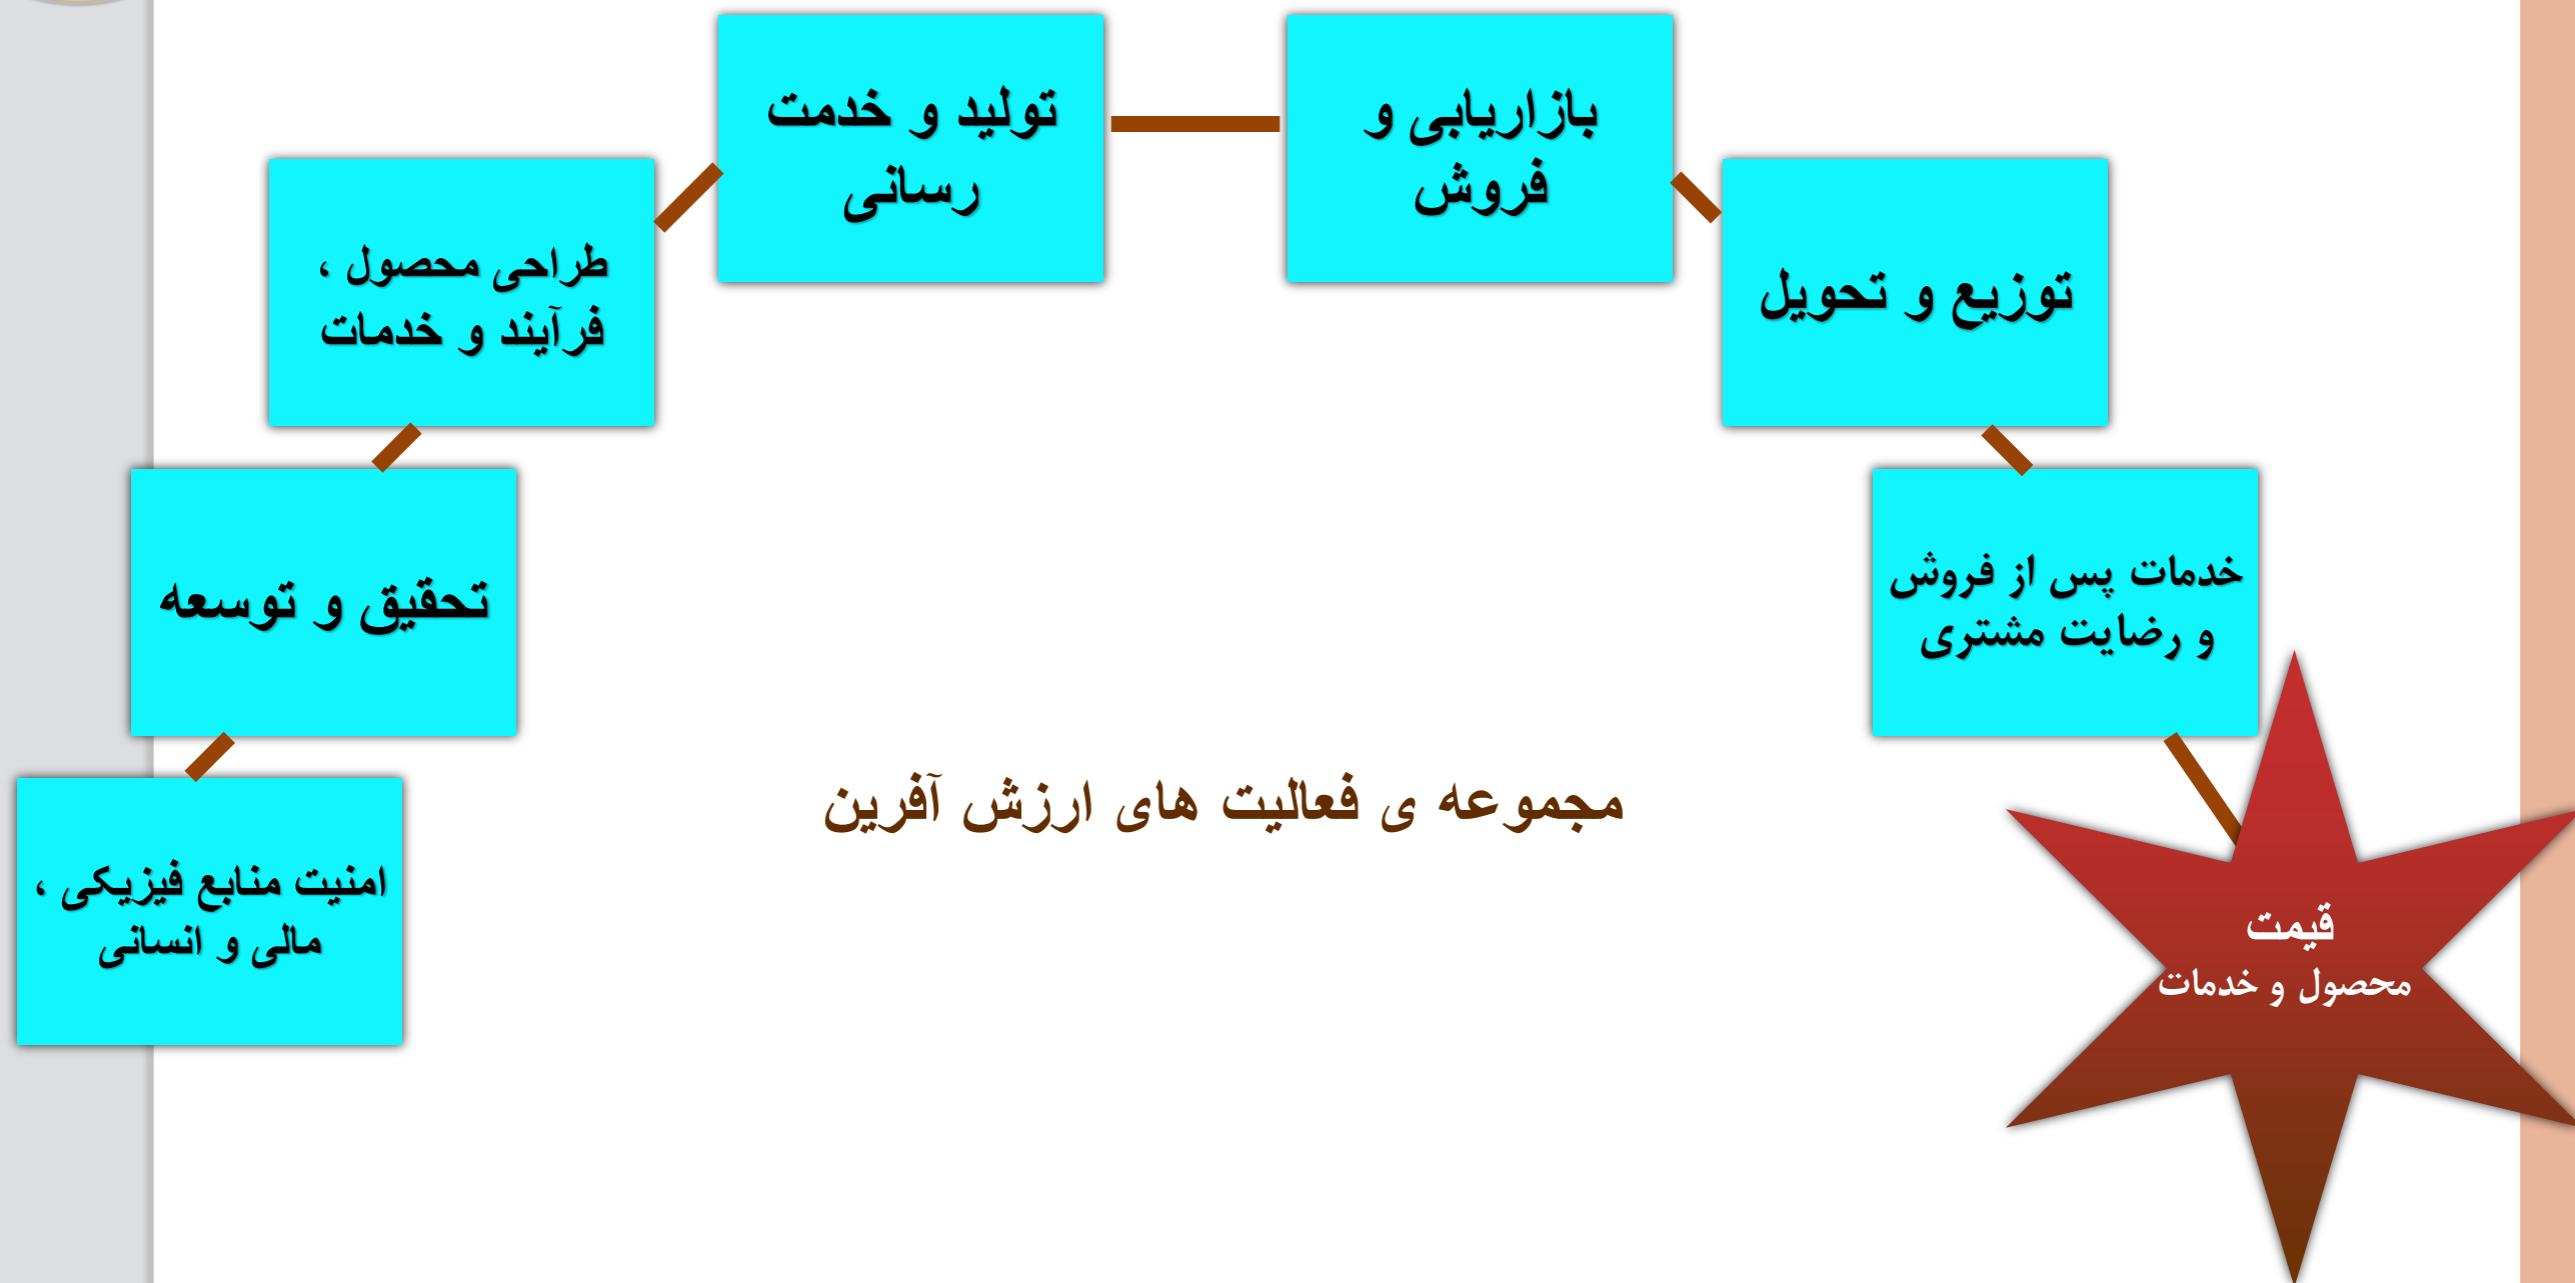 تولید و خدمت
رسانی
بازاریابی و
فروش
طراحی محصول ،
فرآیند و خدمات
توزیع و تحویل
تحقیق و توسعه
خدمات پس از فروش
و رضایت مشتری
مجموعه ی فعالیت های ارزش آفرین
امنیت منابع فیزیکی ،
مالی و انسانی
قیمت
محصول و خدمات